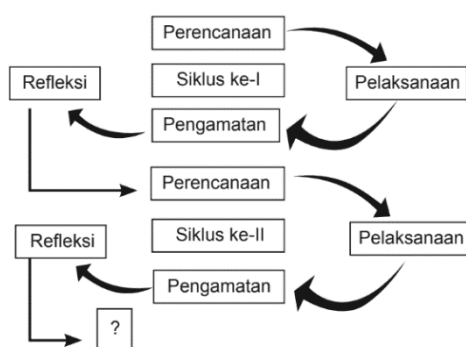 Perencanaan
Refleksi
Siklus ke-I
Pelaksanaan
Pengamatan
Perencanaan
Refleksi
Siklus ke-II
Pelaksanaan
Pengamatan
?